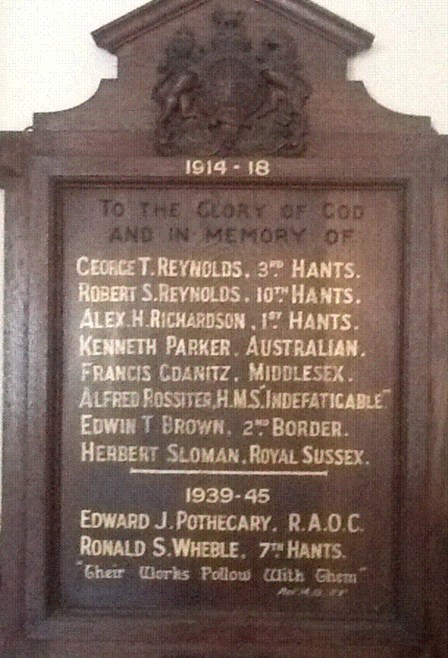 1914 - 18
TO THE GLORY OF GOD
AND IN MEMORY OF
GEORGE T. REYNOLDS, 3RD HANTS.
ROBERT S. REYNOLDS, 10TH HANTS.
ALEX. H. RICHARDSON, 1ST HANTS.
KENNETH PARKER, AUSTRALIAN.
FRANCIS GDANITZ, MIDDLESEX.
ALFRED ROSSITER, H.M.S. "INDEFATIGABLE"
EDWIN T BROWN, 2ND BORDER.
HERBERT SLOMAN, ROYAL SUSSEX.
1939-45
EDWARD J. POTHECARY, R.A.O.C.
RONALD S. WHEBLE, 7TH HANTS.
"Their Works Follow With Them"